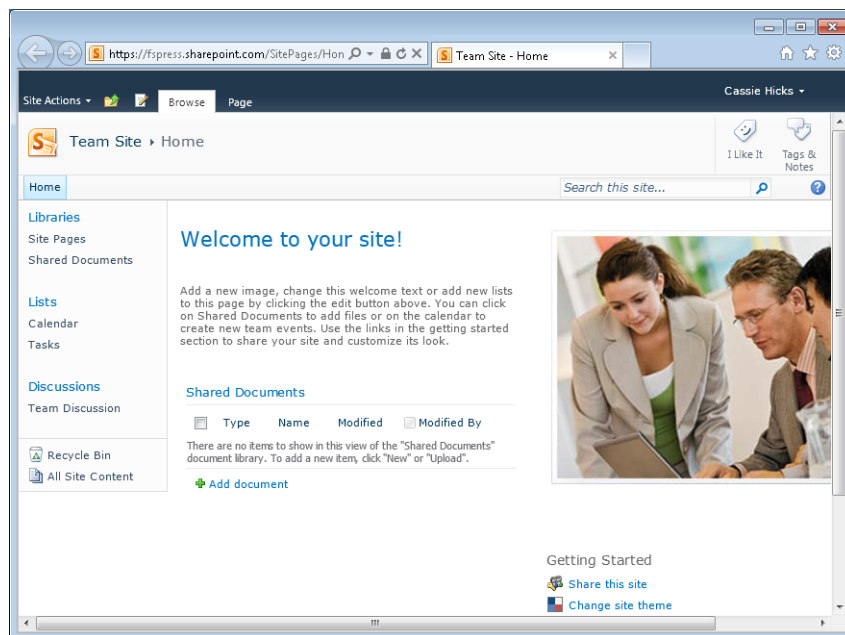 https://fspress.sharepoint.com/SitePages/Hon
Team Site - Home
Site Actions
Browse
Page
Cassie Hicks
Team Site ▸ Home
I Like It
Tags &
Notes
Home
Search this site...
Libraries
Site Pages
Shared Documents
Lists
Calendar
Tasks
Discussions
Team Discussion
Recycle Bin
All Site Content
Welcome to your site!
Add a new image, change this welcome text or add new lists
to this page by clicking the edit button above. You can click
on Shared Documents to add files or on the calendar to
create new team events. Use the links in the getting started
section to share your site and customize its look.
Shared Documents
Type Name Modified Modified By
There are no items to show in this view of the "Shared Documents"
document library. To add a new item, click "New" or "Upload".
Add document
Getting Started
Share this site
Change site theme